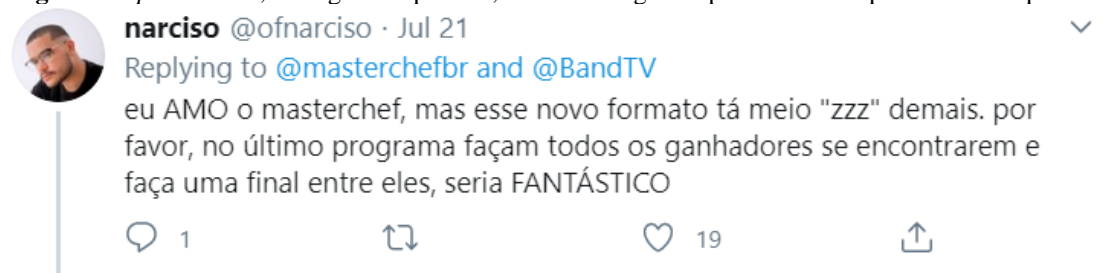 narciso @ofnarciso · Jul 21
Replying to @masterchefbr and @BandTV
eu AMO o masterchef, mas esse novo formato tá meio "zzz" demais. por
favor, no último programa façam todos os ganhadores se encontrarem e
faça uma final entre eles, seria FANTÁSTICO
1 19